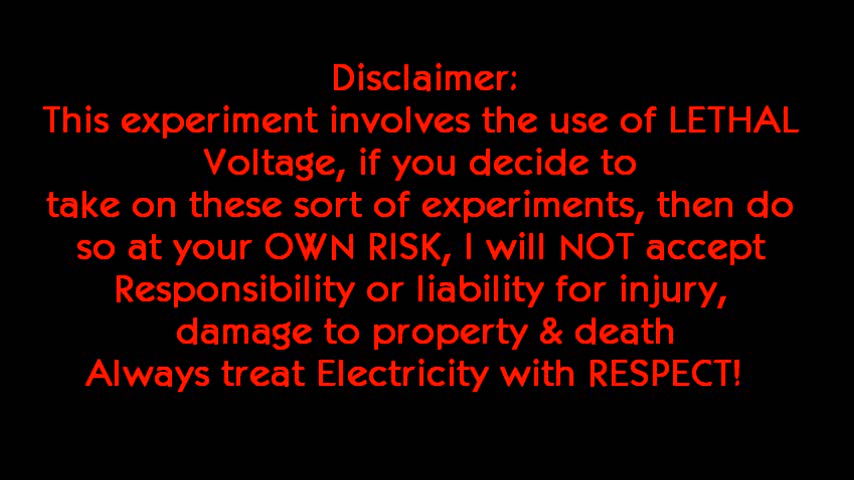 Disclaimer:
This experiment involves the use of LETHAL
Voltage, if you decide to
take on these sort of experiments, then do
so at your OWN RISK, I will NOT accept
Responsibility or liability for injury,
damage to property & death
Always treat Electricity with RESPECT!